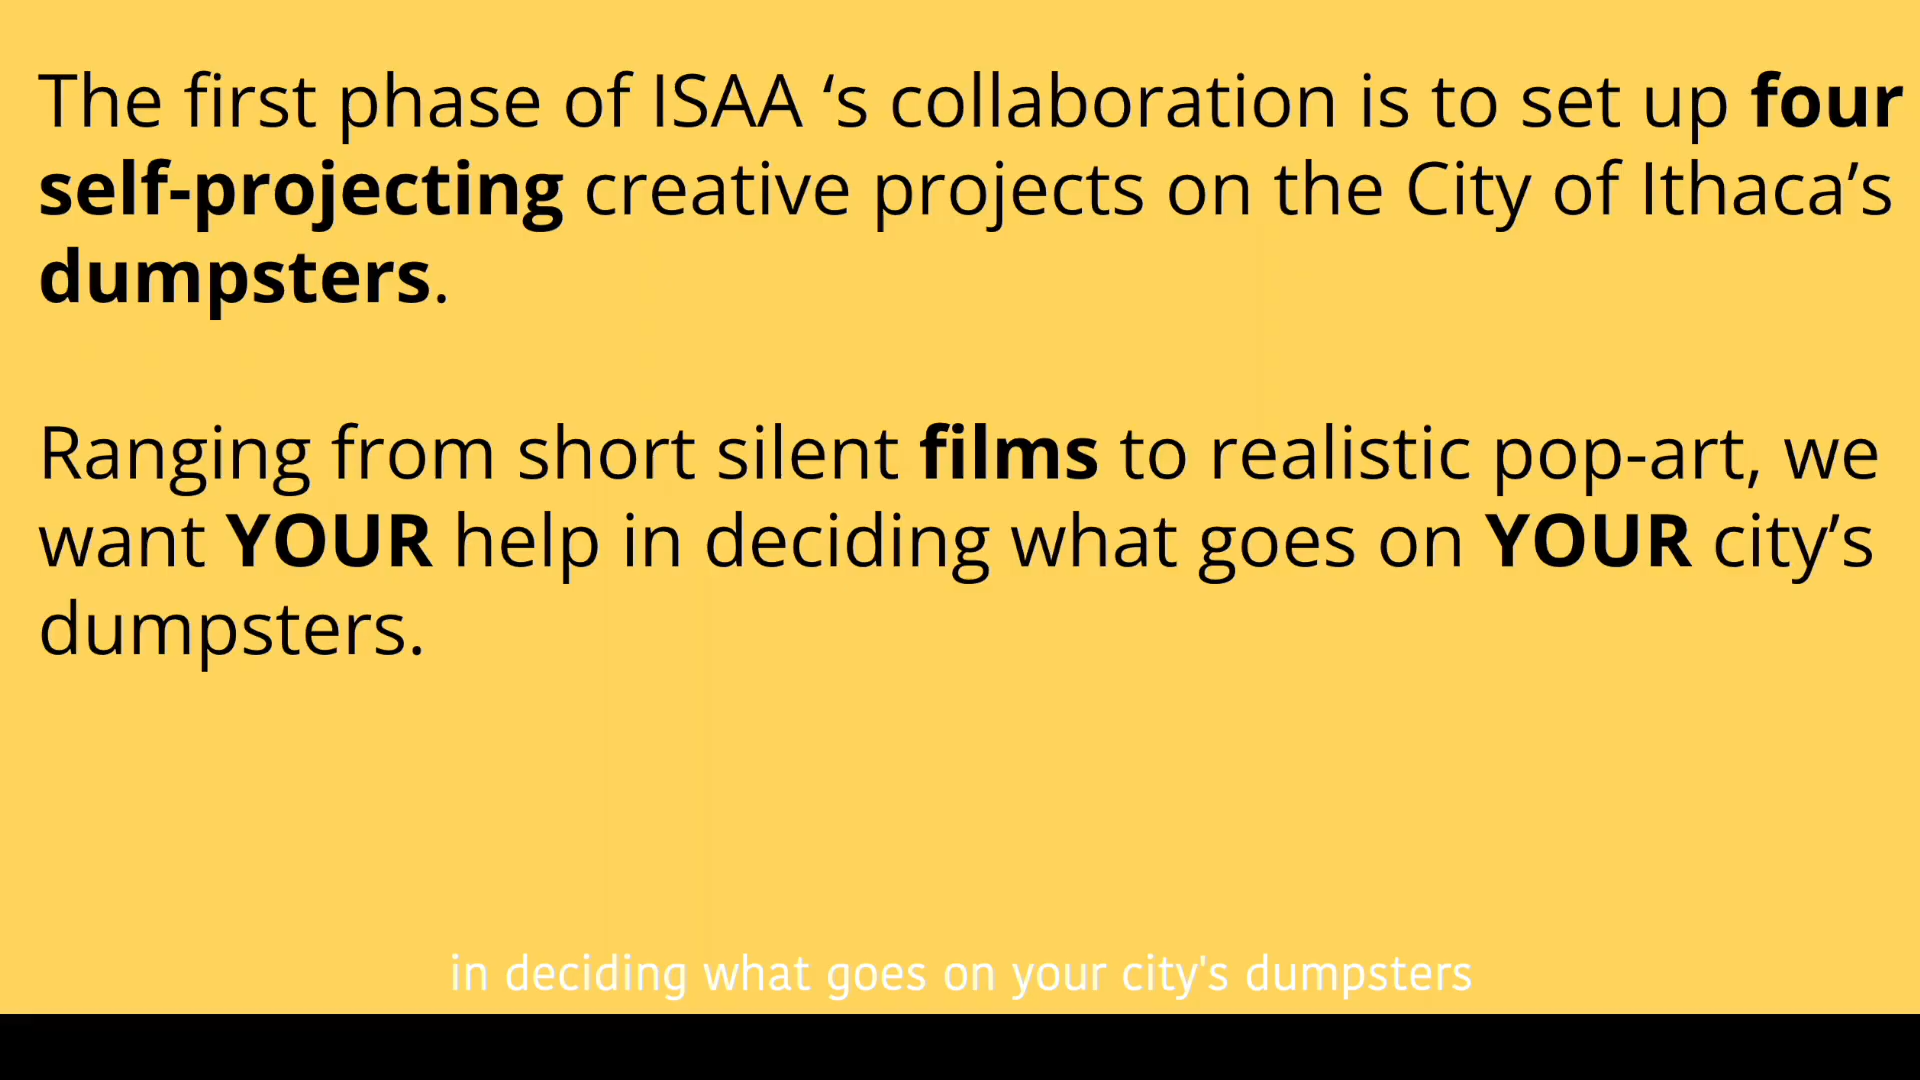 The first phase of ISAA ‘s collaboration is to set up four
self-projecting creative projects on the City of Ithaca’s
dumpsters.
Ranging from short silent films to realistic pop-art, we
want YOUR help in deciding what goes on YOUR city’s
dumpsters.
in deciding what goes on your city's dumpsters